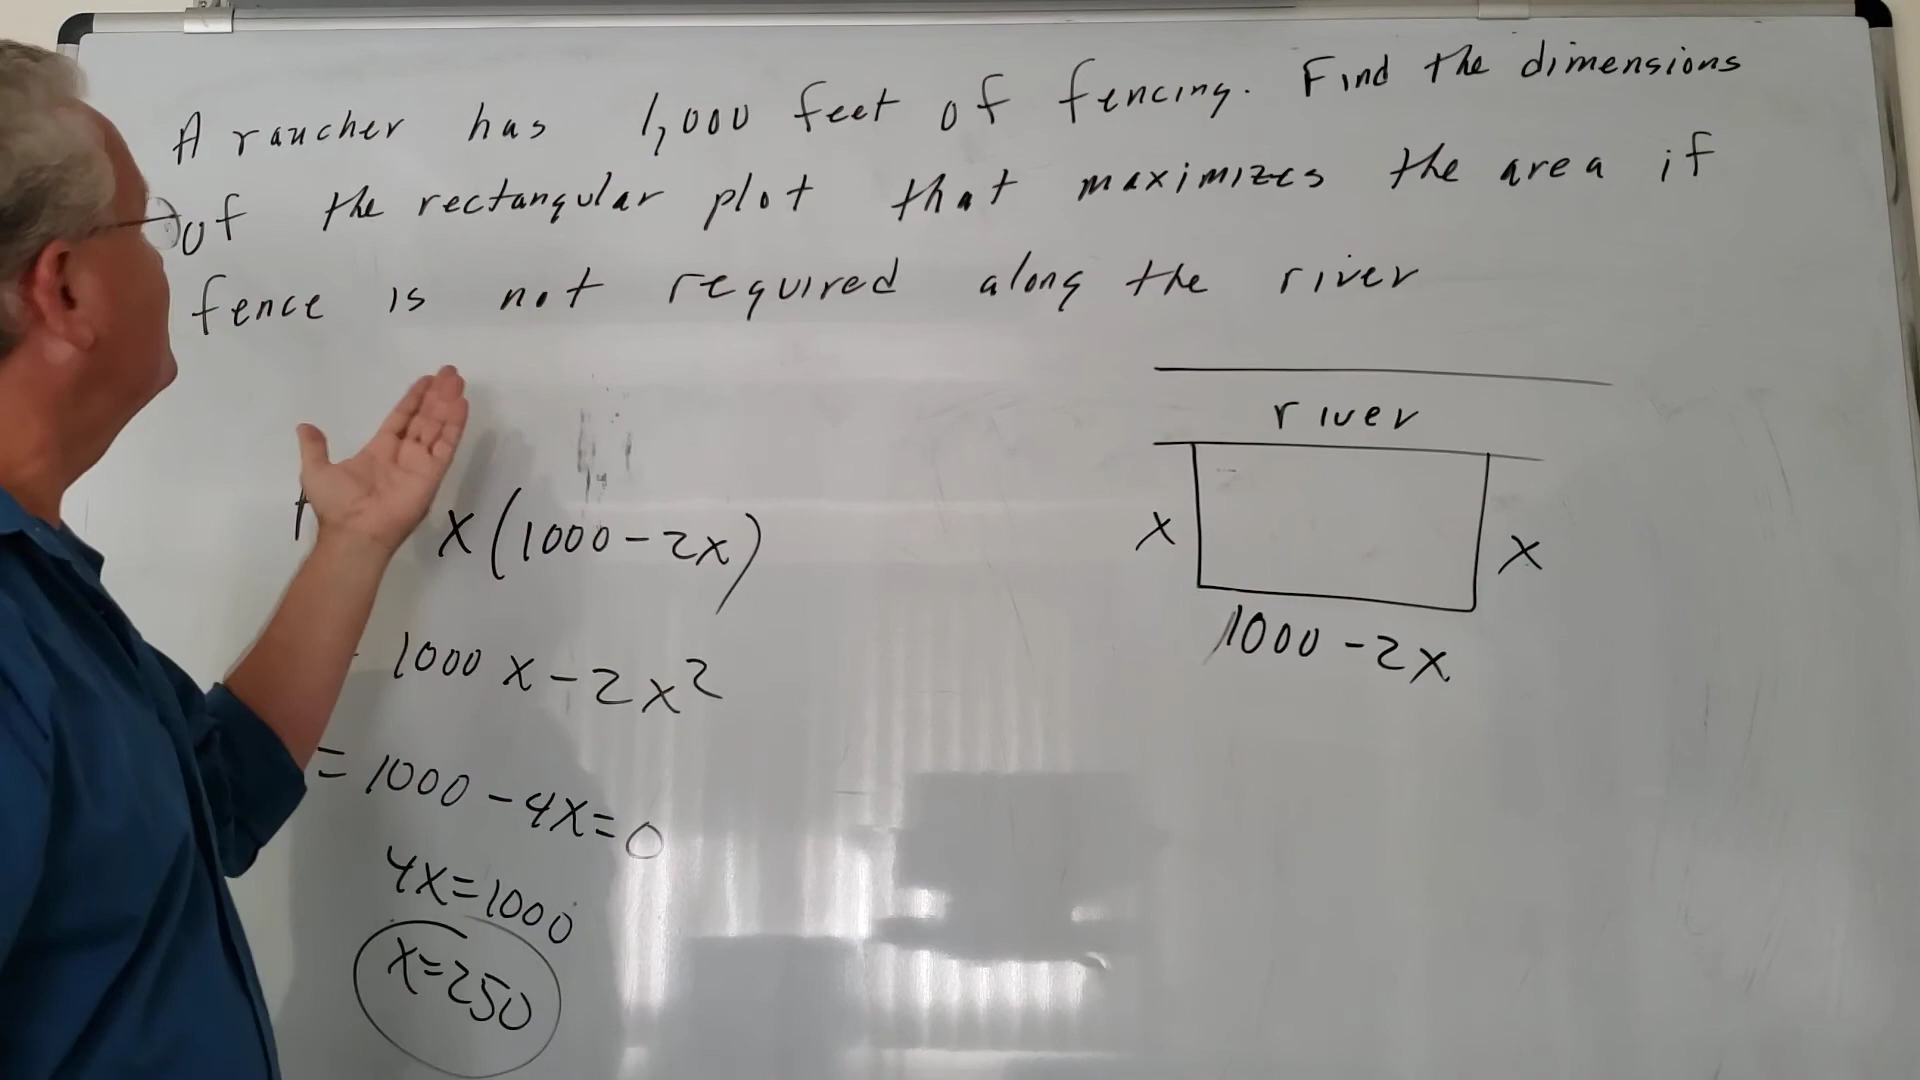 A rancher has 1,000 feet of fencing. Find the dimensions
of the rectangular plot that maximizes the area if
fence is not required along the river
river
x(1000-2x)
x x
1000-2x
1000x-2x²
=1000-4x=0
4x=1000
x=250